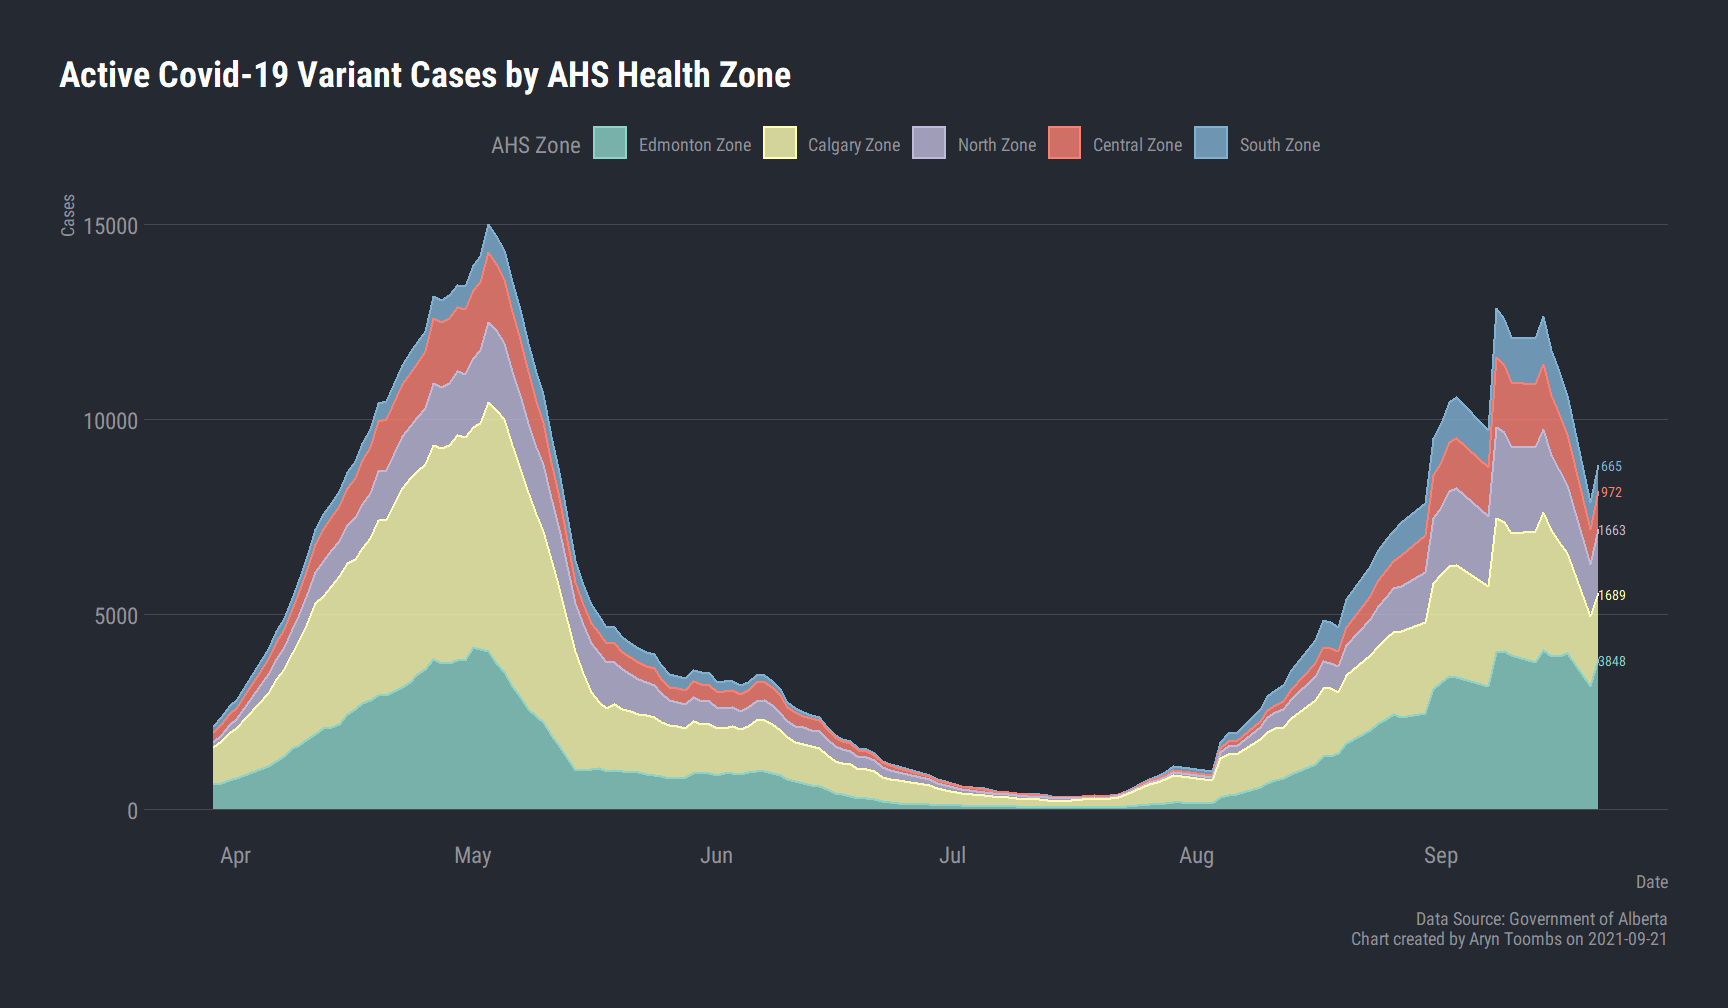 Active Covid-19 Variant Cases by AHS Health Zone
AHS Zone Edmonton Zone Calgary Zone North Zone Central Zone South Zone
Cases
15000
10000
5000
0
665
972
1663
1689
3848
Apr May Jun Jul Aug Sep
Date
Data Source: Government of Alberta
Chart created by Aryn Toombs on 2021-09-21